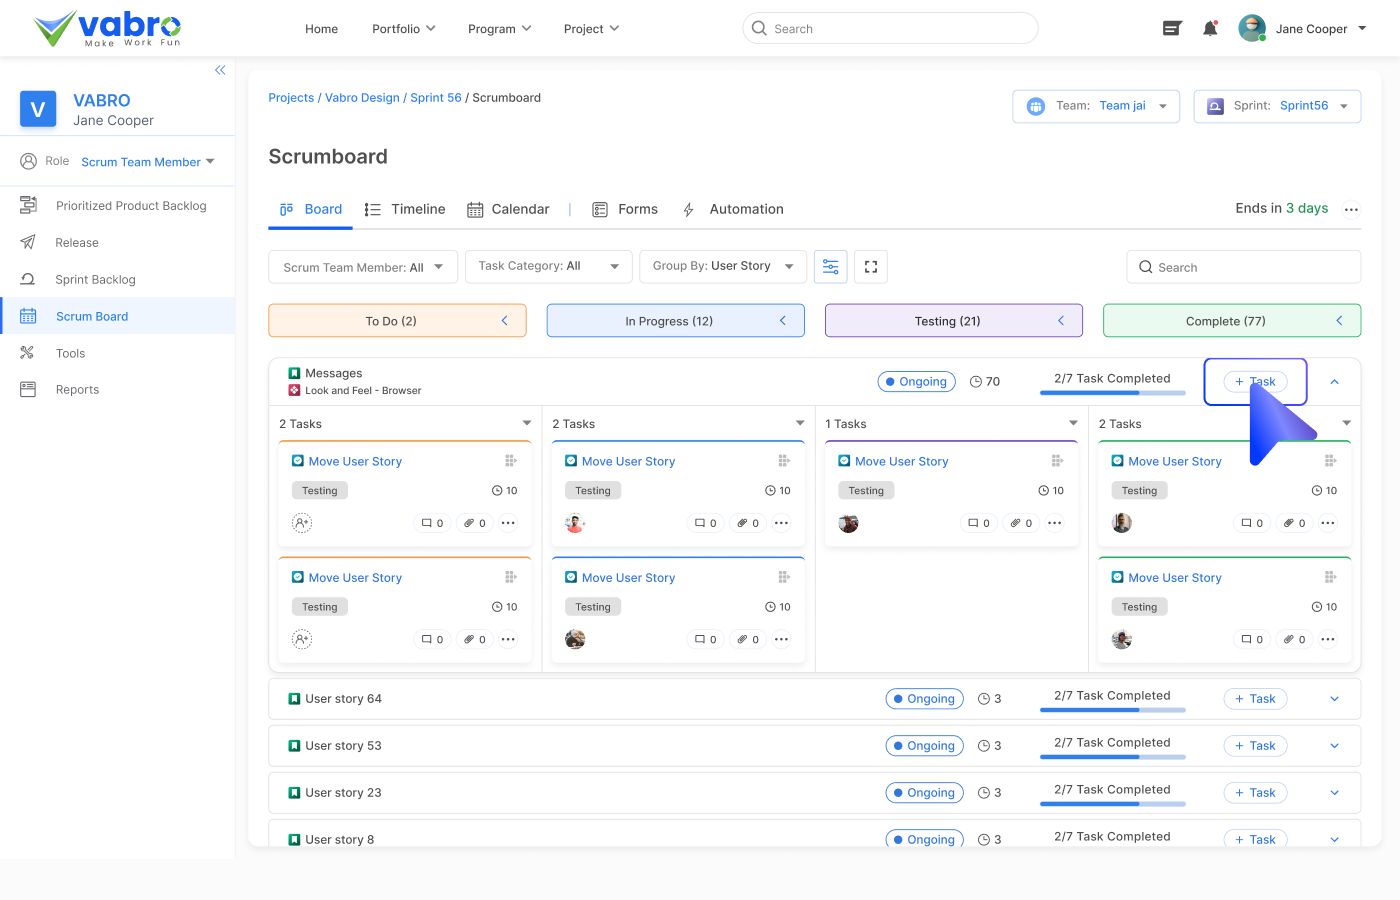 vabro
Make Work Fun
Home
Portfolio
Program
Project
Search
Jane Cooper
V
VABRO
Jane Cooper
Role Scrum Team Member
Prioritized Product Backlog
Release
Sprint Backlog
Scrum Board
Tools
Reports
Projects / Vabro Design / Sprint 56 / Scrumboard
Team: Team jai
Sprint: Sprint56
Scrumboard
Board
Timeline
Calendar
|
Forms
Automation
Ends in 3 days
Scrum Team Member: All
Task Category: All
Group By: User Story
Search
To Do (2)
In Progress (12)
Testing (21)
Complete (77)
Messages
Look and Feel - Browser
Ongoing
70
2/7 Task Completed
+ Task
2 Tasks
2 Tasks
1 Tasks
2 Tasks
Move User Story
Testing
10
0 0
Move User Story
Testing
10
0 0
Move User Story
Testing
10
0 0
Move User Story
Testing
10
0 0
Move User Story
Testing
10
0 0
Move User Story
Testing
10
0 0
Move User Story
Testing
10
0 0
User story 64
Ongoing
3
2/7 Task Completed
+ Task
User story 53
Ongoing
3
2/7 Task Completed
+ Task
User story 23
Ongoing
3
2/7 Task Completed
+ Task
User story 8
Ongoing
3
2/7 Task Completed
+ Task